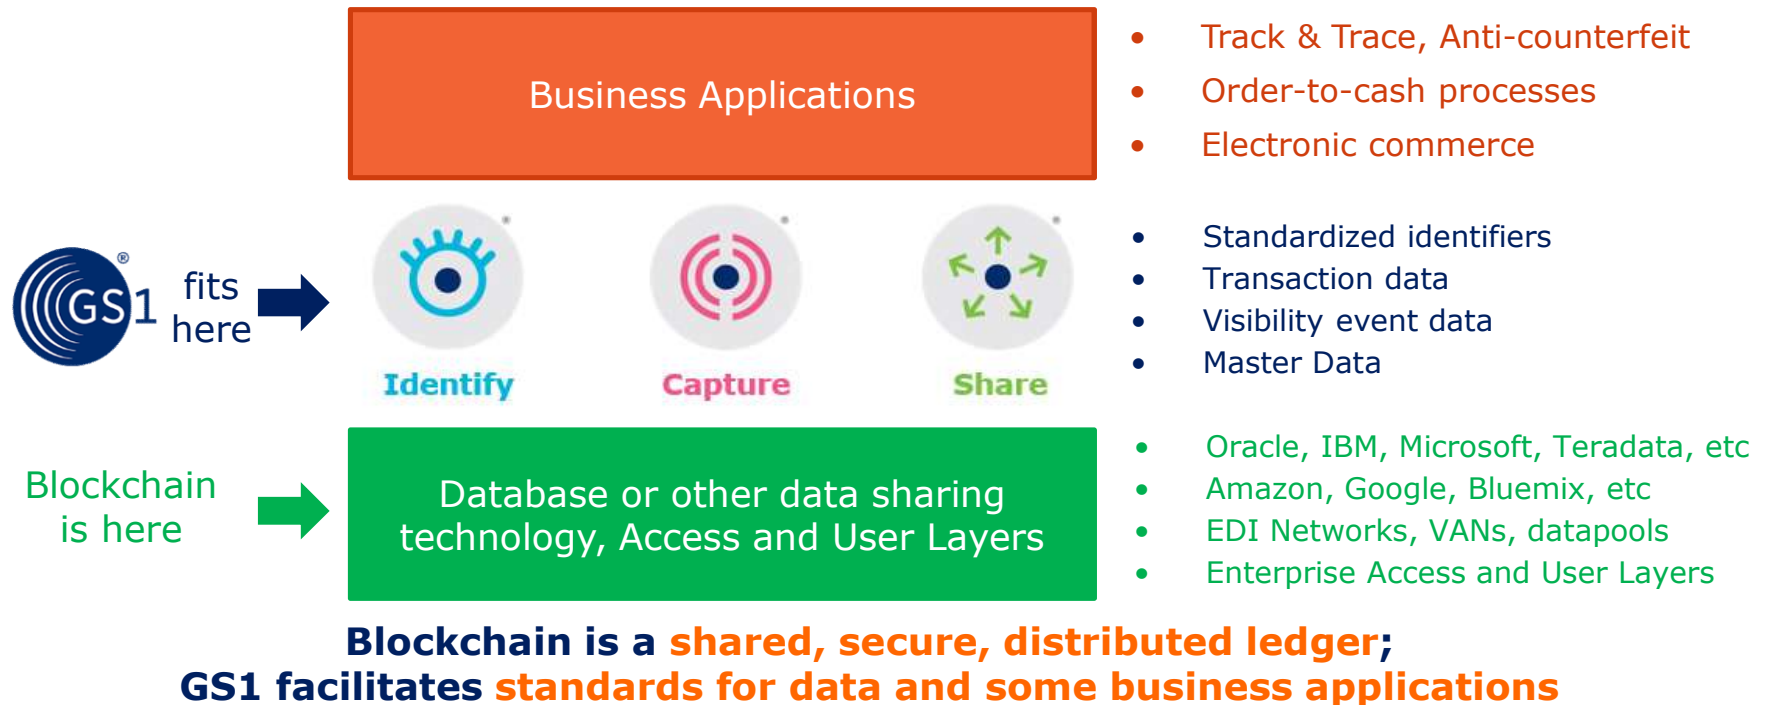 Business Applications
• Track & Trace, Anti-counterfeit
• Order-to-cash processes
• Electronic commerce
GS1®
fits
here
Identify
Capture
Share
• Standardized identifiers
• Transaction data
• Visibility event data
• Master Data
Blockchain
is here
Database or other data sharing
technology, Access and User Layers
• Oracle, IBM, Microsoft, Teradata, etc
• Amazon, Google, Bluemix, etc
• EDI Networks, VANs, datapools
• Enterprise Access and User Layers
Blockchain is a shared, secure, distributed ledger;
GS1 facilitates standards for data and some business applications